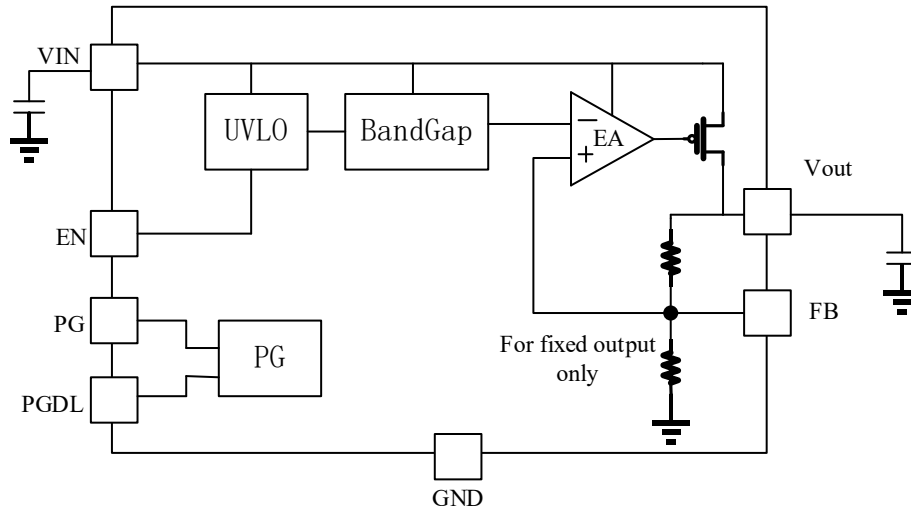 VIN
UVLO
BandGap
−
EA
+
Vout
EN
PG
PG
FB
For fixed output
only
PGDL
GND